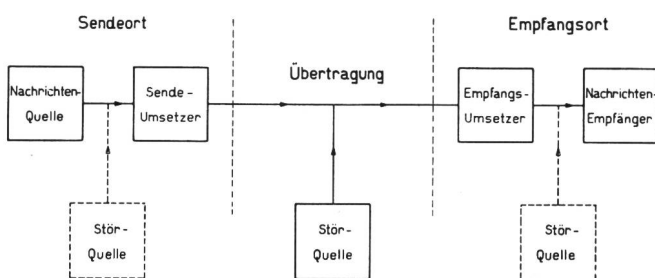 Sendeort
Empfangsort
Übertragung
Nachrichten-
Quelle
Sende-
Umsetzer
Empfangs-
Umsetzer
Nachrichten-
Empfänger
Stör-
Quelle
Stör-
Quelle
Stör-
Quelle